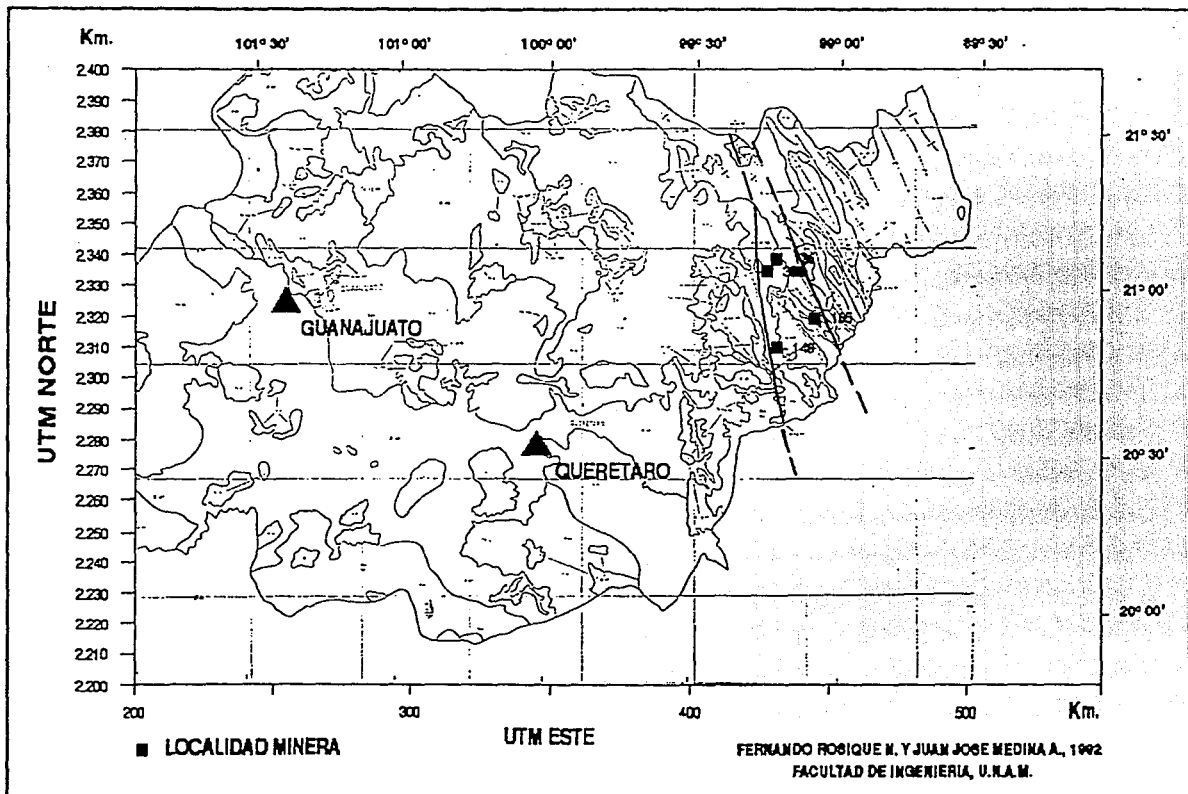 Km.
101° 30' 101° 00' 100° 00' 99° 30' 99° 00' 89° 30'
2.400
2.390
2.380
2.370
2.360
2.350
2.340
2.330
2.320
2.310
2.300
2.290
2.280
2.270
2.260
2.250
2.240
2.230
2.220
2.210
2.200
UTM NORTE
21° 30'
21° 00'
20° 30'
20° 00'
GUANAJUATO
QUERETARO
165
148
200 300 400 500 Km.
UTM ESTE
LOCALIDAD MINERA
FERNANDO ROSIQUE N. Y JUAN JOSE MEDINA A., 1992
FACULTAD DE INGENIERIA, U.N.A.M.